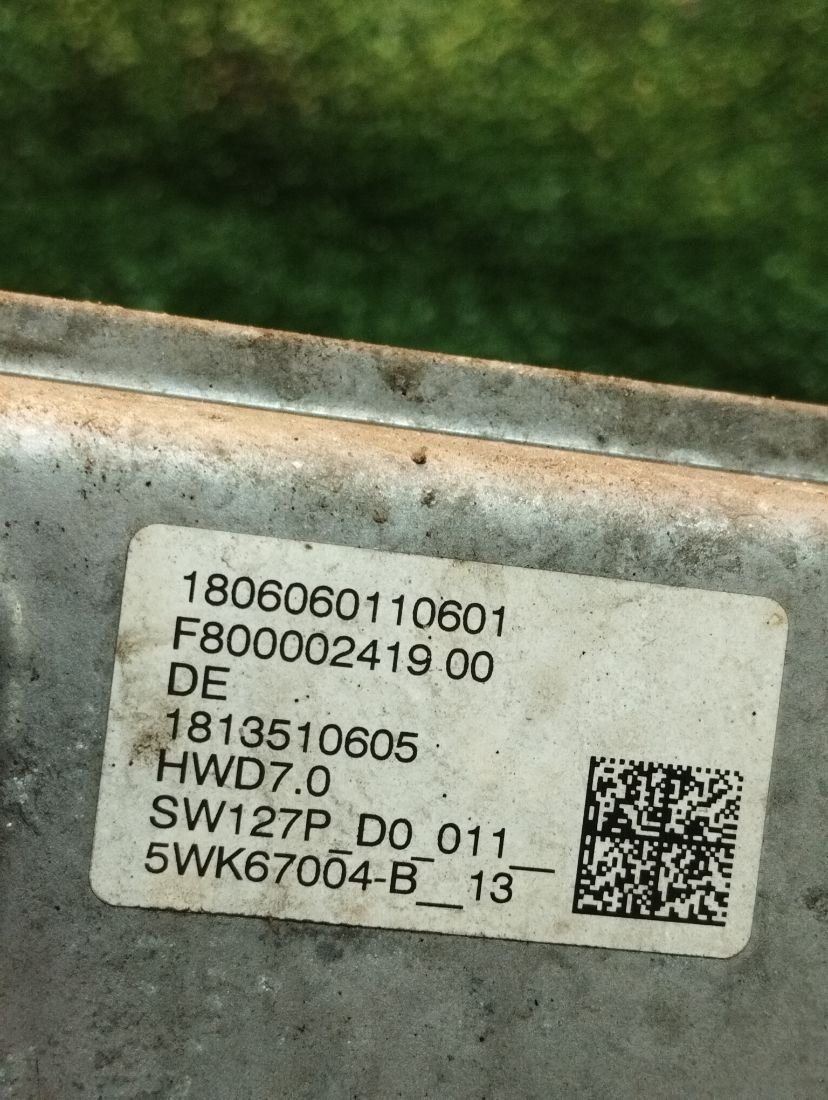 1806060110601
F800002419 00
DE
1813510605
HWD7.0
SW127P_D0_011__
5WK67004-B__13